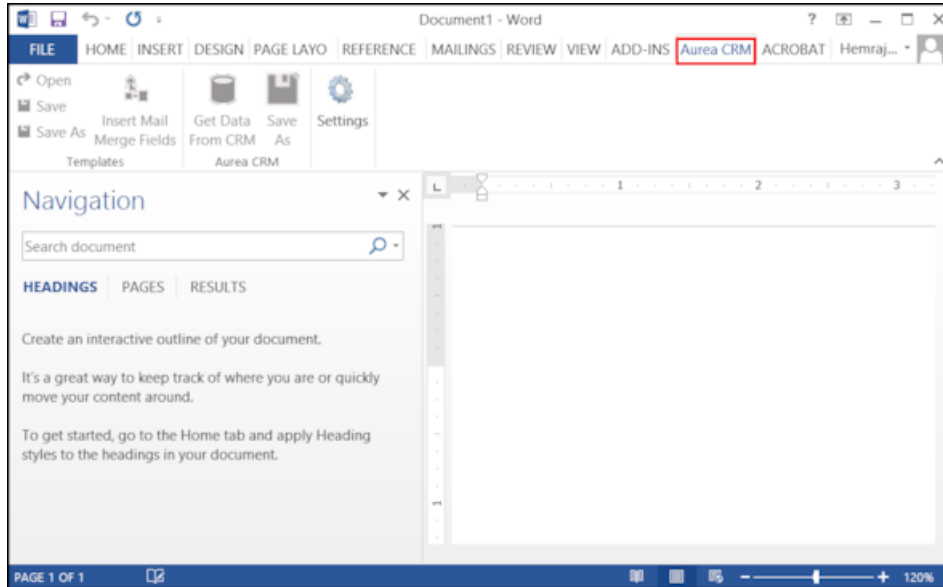 Document1 - Word
?
FILE HOME INSERT DESIGN PAGE LAYO REFERENCE MAILINGS REVIEW VIEW ADD-INS Aurea CRM ACROBAT Hemraj...
Open
Save
Save As
Insert Mail
Merge Fields
Templates
Get Data
From CRM
Save
As
Aurea CRM
Settings
Navigation
L 1 2 3
Search document
HEADINGS PAGES RESULTS
Create an interactive outline of your document.
It's a great way to keep track of where you are or quickly
move your content around.
To get started, go to the Home tab and apply Heading
styles to the headings in your document.
1
1
PAGE 1 OF 1
120%